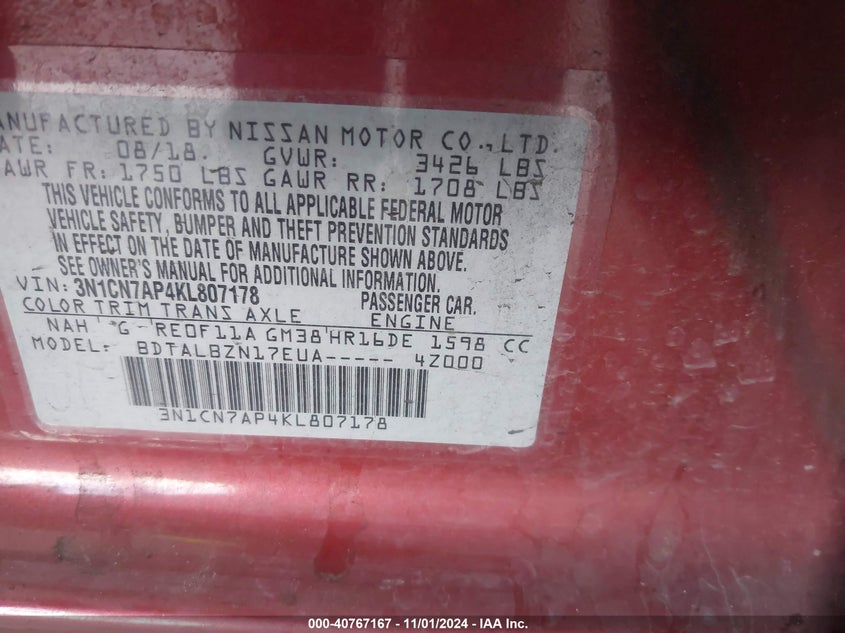 ANUFACTURED BY NISSAN MOTOR CO., LTD.
ATE: 08/18. GVWR: 3426 LBS
AWR FR: 1750 LBS GAWR RR: 1708 LBS
THIS VEHICLE CONFORMS TO ALL APPLICABLE FEDERAL MOTOR
VEHICLE SAFETY, BUMPER AND THEFT PREVENTION STANDARDS
IN EFFECT ON THE DATE OF MANUFACTURE SHOWN ABOVE.
SEE OWNER'S MANUAL FOR ADDITIONAL INFORMATION.
VIN: 3N1CN7AP4KL807178 PASSENGER CAR.
COLOR TRIM TRANS AXLE ENGINE
NAH G RE0F11A GM38 HR16DE 1598 CC
MODEL: BDTALBZN17EUA----- 4Z000
3N1CN7AP4KL807178
000-40767167 - 11/01/2024 - IAA Inc.